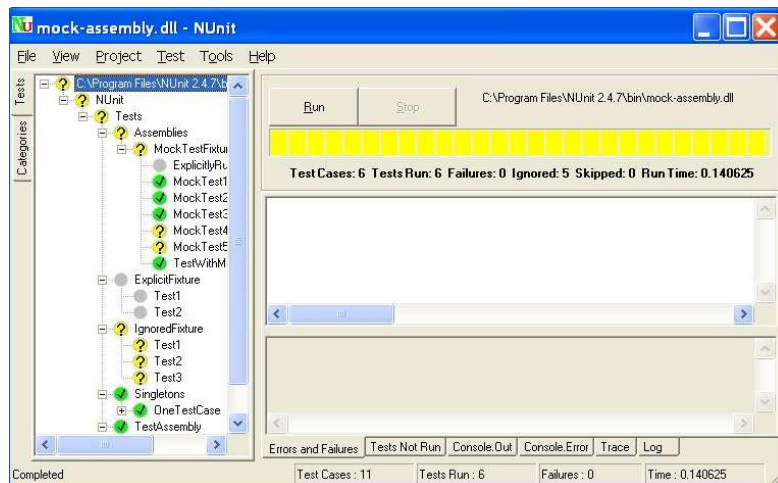 mock-assembly.dll - NUnit
File View Project Test Tools Help
Tests
Categories
C:\Program Files\NUnit 2.4.7\b
NUnit
Tests
Assemblies
MockTestFixtu
ExplicitlyRu
MockTest1
MockTest2
MockTest3
MockTest4
MockTest5
TestWithM
ExplicitFixture
Test1
Test2
IgnoredFixture
Test1
Test2
Test3
Singletons
OneTestCase
TestAssembly
Run
Stop
C:\Program Files\NUnit 2.4.7\bin\mock-assembly.dll
Test Cases: 6 Tests Run: 6 Failures: 0 Ignored: 5 Skipped: 0 Run Time: 0.140625
Errors and Failures Tests Not Run Console.Out Console.Error Trace Log
Completed Test Cases : 11 Tests Run : 6 Failures : 0 Time : 0.140625